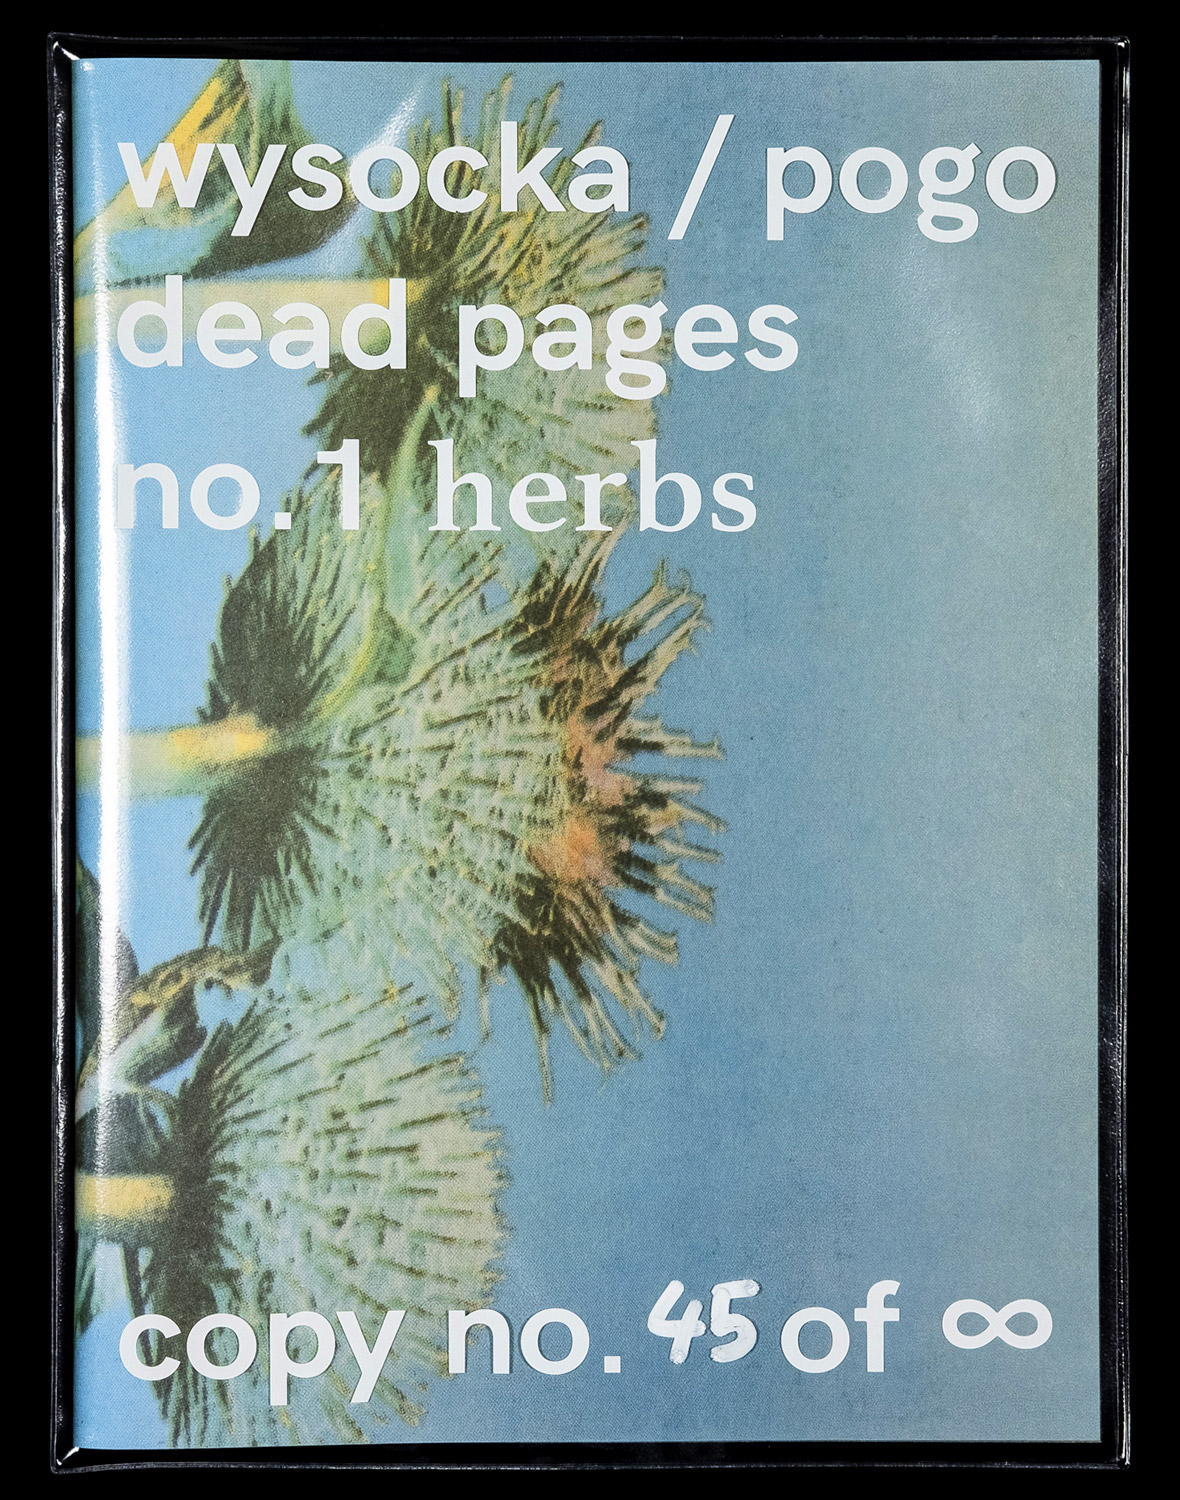 wysocka / pogo
dead pages
no. 1 herbs
copy no. 45 of ∞